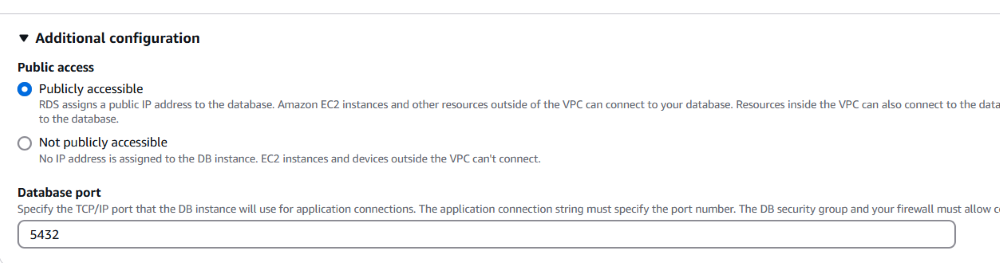 Additional configuration
Public access
Publicly accessible
RDS assigns a public IP address to the database. Amazon EC2 instances and other resources outside of the VPC can connect to your database. Resources inside the VPC can also connect to the
to the database.
Not publicly accessible
No IP address is assigned to the DB instance. EC2 instances and devices outside the VPC can't connect.
Database port
Specify the TCP/IP port that the DB instance will use for application connections. The application connection string must specify the port number. The DB security group and your firewall must allow
5432